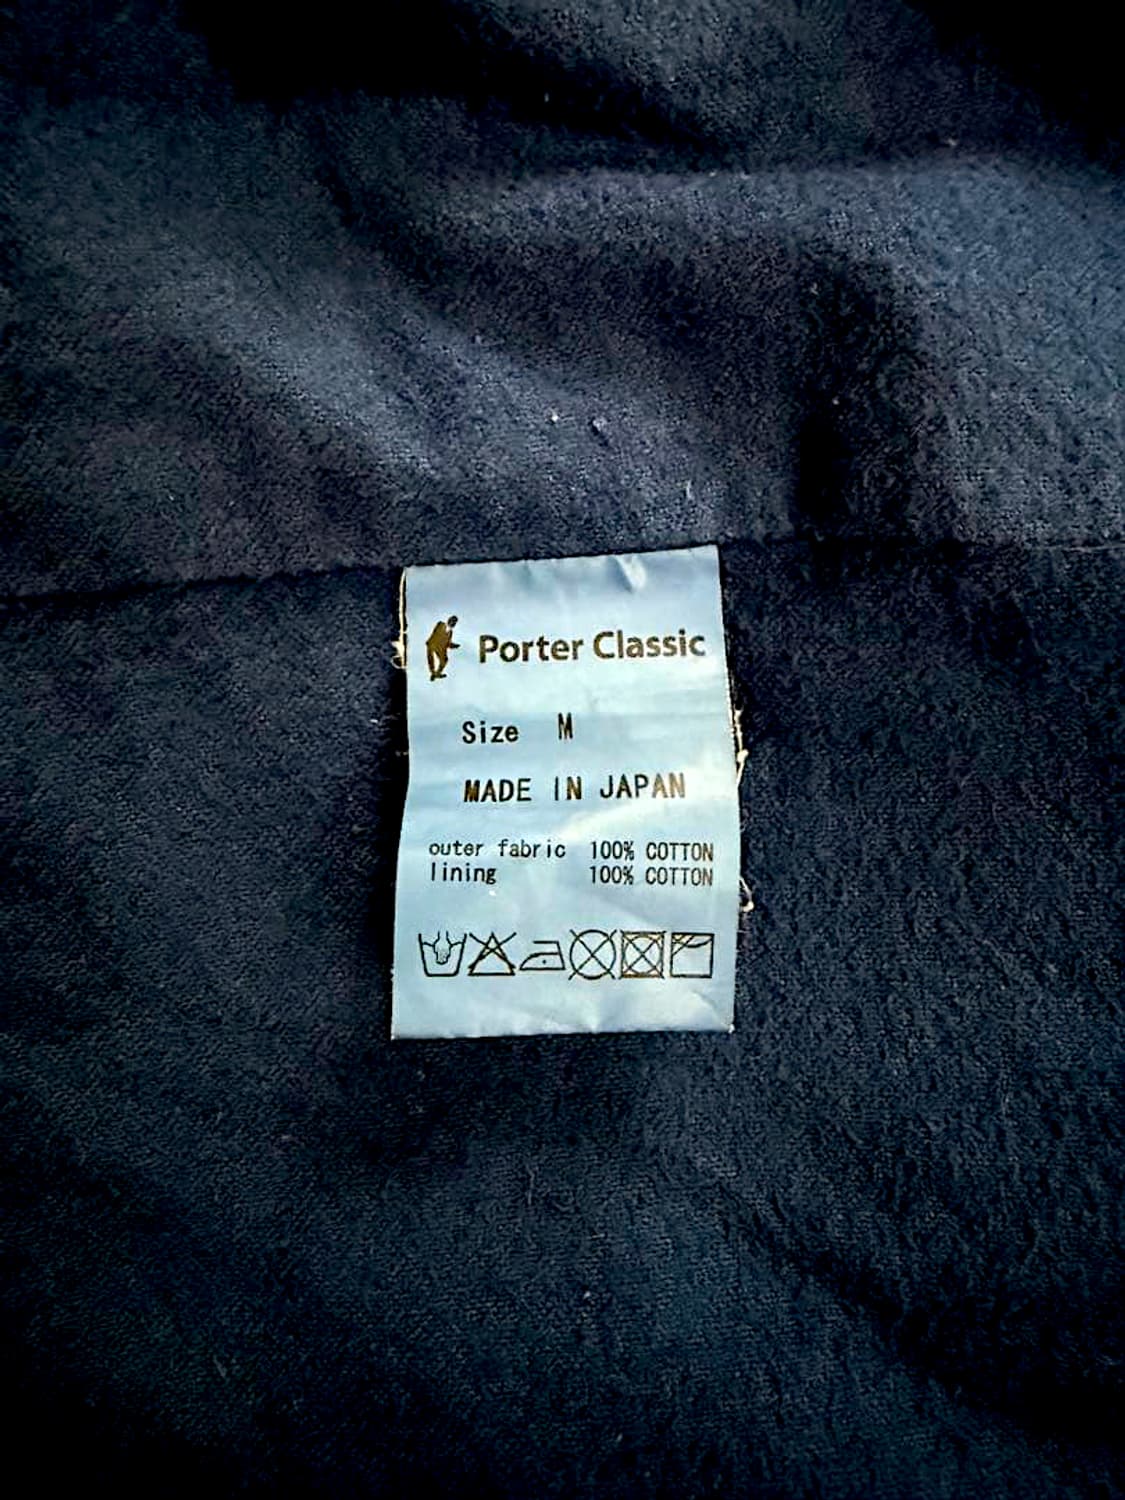 Porter Classic
Size M
MADE IN JAPAN
outer fabric 100% COTTON
lining 100% COTTON